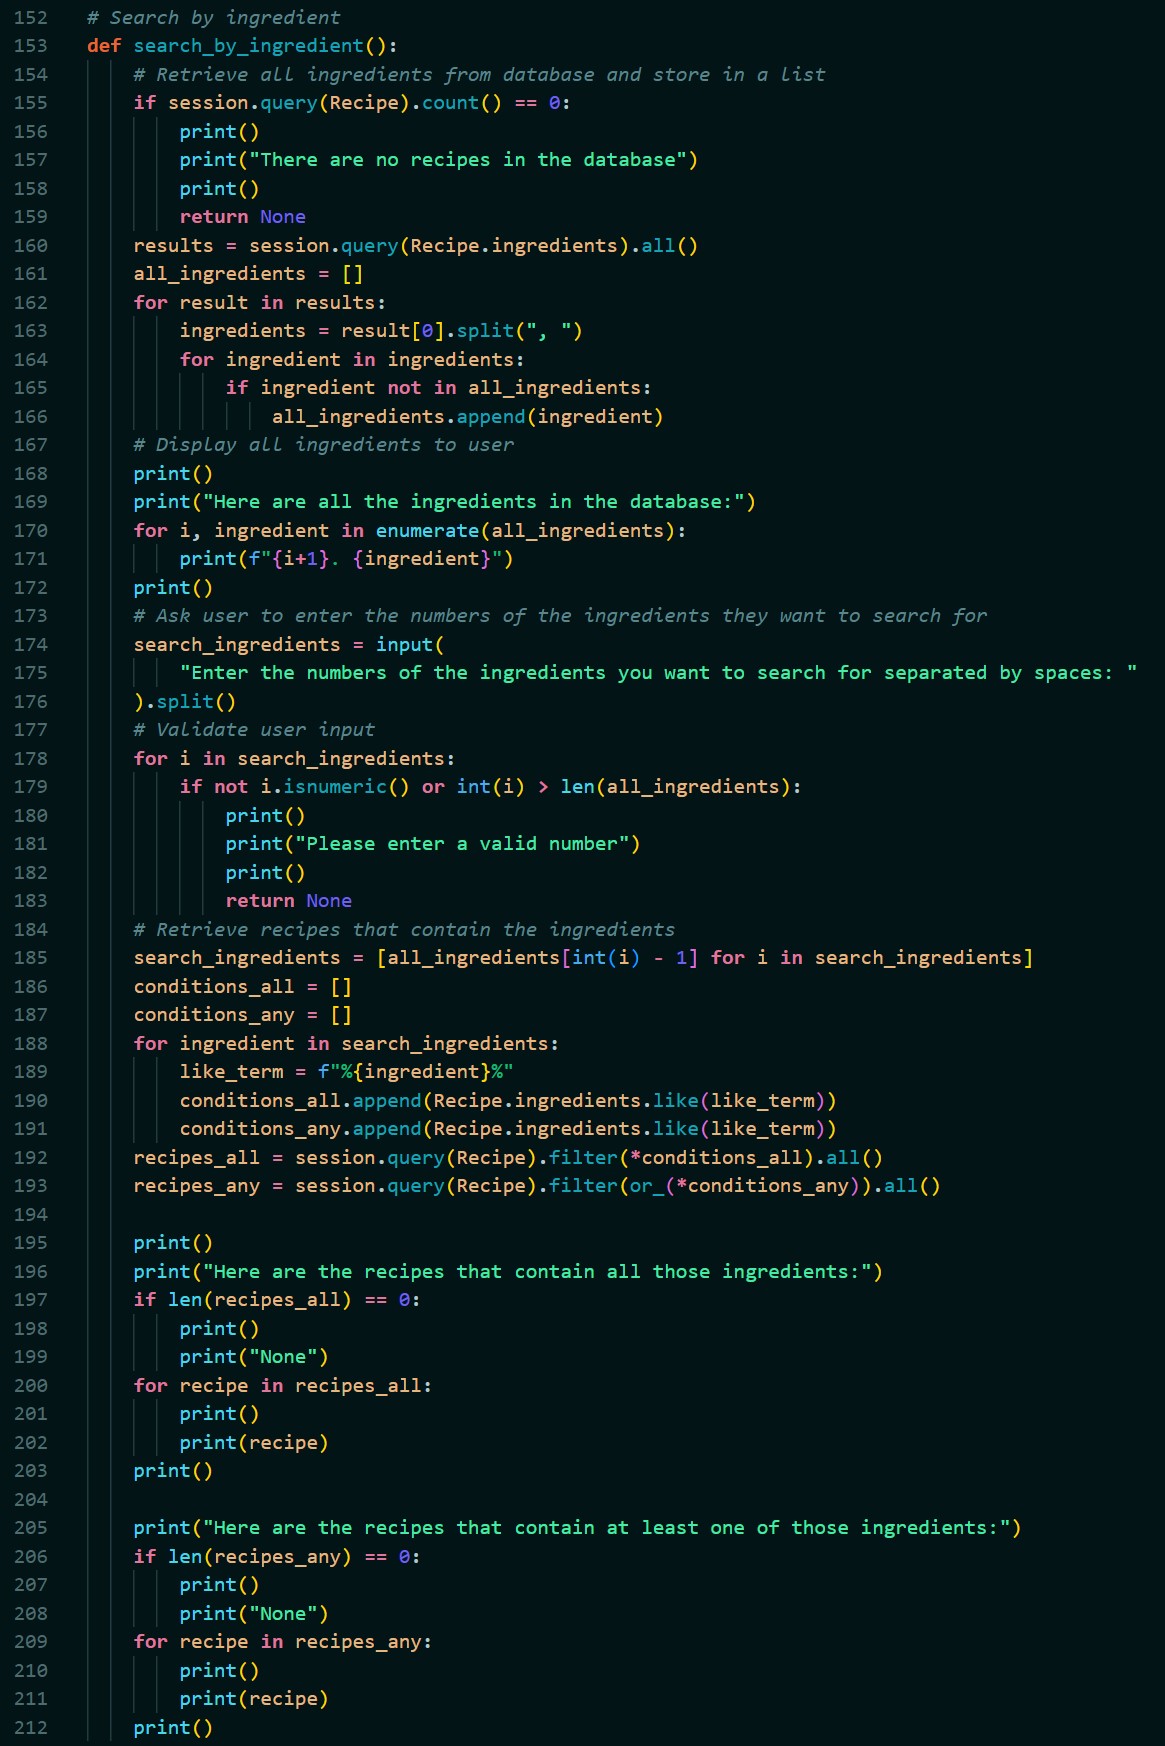 152 # Search by ingredient
153 def search_by_ingredient():
154     # Retrieve all ingredients from database and store in a list
155     if session.query(Recipe).count() == 0:
156         print()
157         print("There are no recipes in the database")
158         print()
159         return None
160     results = session.query(Recipe.ingredients).all()
161     all_ingredients = []
162     for result in results:
163         ingredients = result[0].split(", ")
164         for ingredient in ingredients:
165             if ingredient not in all_ingredients:
166                 all_ingredients.append(ingredient)
167     # Display all ingredients to user
168     print()
169     print("Here are all the ingredients in the database:")
170     for i, ingredient in enumerate(all_ingredients):
171         print(f"{i+1}. {ingredient}")
172     print()
173     # Ask user to enter the numbers of the ingredients they want to search for
174     search_ingredients = input(
175         "Enter the numbers of the ingredients you want to search for separated by spaces: "
176     ).split()
177     # Validate user input
178     for i in search_ingredients:
179         if not i.isnumeric() or int(i) > len(all_ingredients):
180             print()
181             print("Please enter a valid number")
182             print()
183             return None
184     # Retrieve recipes that contain the ingredients
185     search_ingredients = [all_ingredients[int(i) - 1] for i in search_ingredients]
186     conditions_all = []
187     conditions_any = []
188     for ingredient in search_ingredients:
189         like_term = f"%{ingredient}%"
190         conditions_all.append(Recipe.ingredients.like(like_term))
191         conditions_any.append(Recipe.ingredients.like(like_term))
192     recipes_all = session.query(Recipe).filter(*conditions_all).all()
193     recipes_any = session.query(Recipe).filter(or_(*conditions_any)).all()
194
195     print()
196     print("Here are the recipes that contain all those ingredients:")
197     if len(recipes_all) == 0:
198         print()
199         print("None")
200     for recipe in recipes_all:
201         print()
202         print(recipe)
203     print()
204
205     print("Here are the recipes that contain at least one of those ingredients:")
206     if len(recipes_any) == 0:
207         print()
208         print("None")
209     for recipe in recipes_any:
210         print()
211         print(recipe)
212     print()